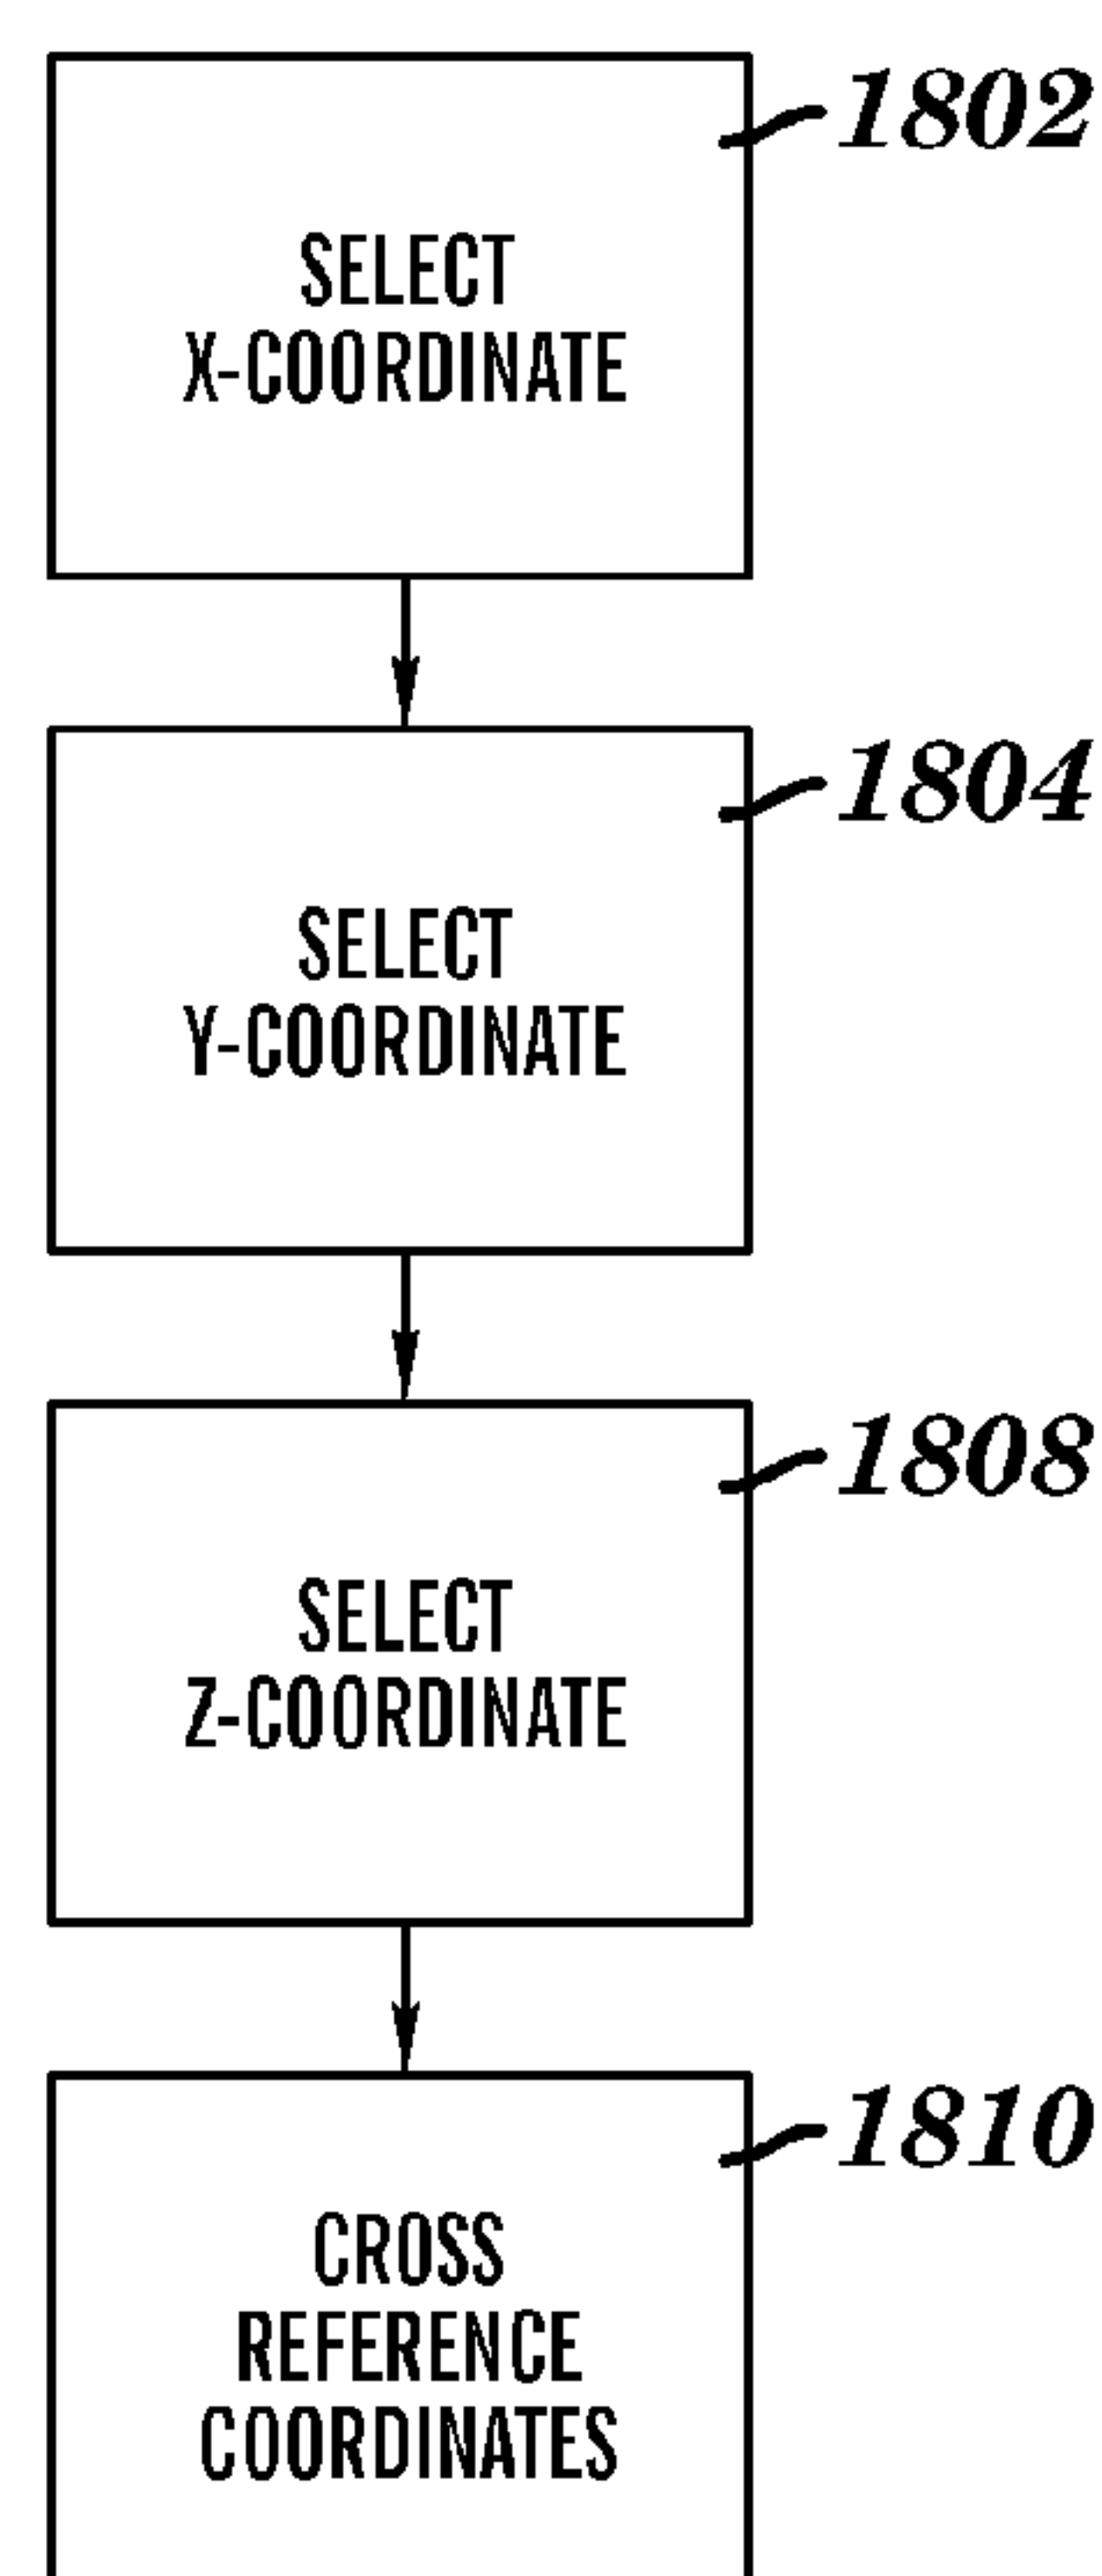 1802
SELECT
X-COORDINATE
1804
SELECT
Y-COORDINATE
1808
SELECT
Z-COORDINATE
1810
CROSS
REFERENCE
COORDINATES